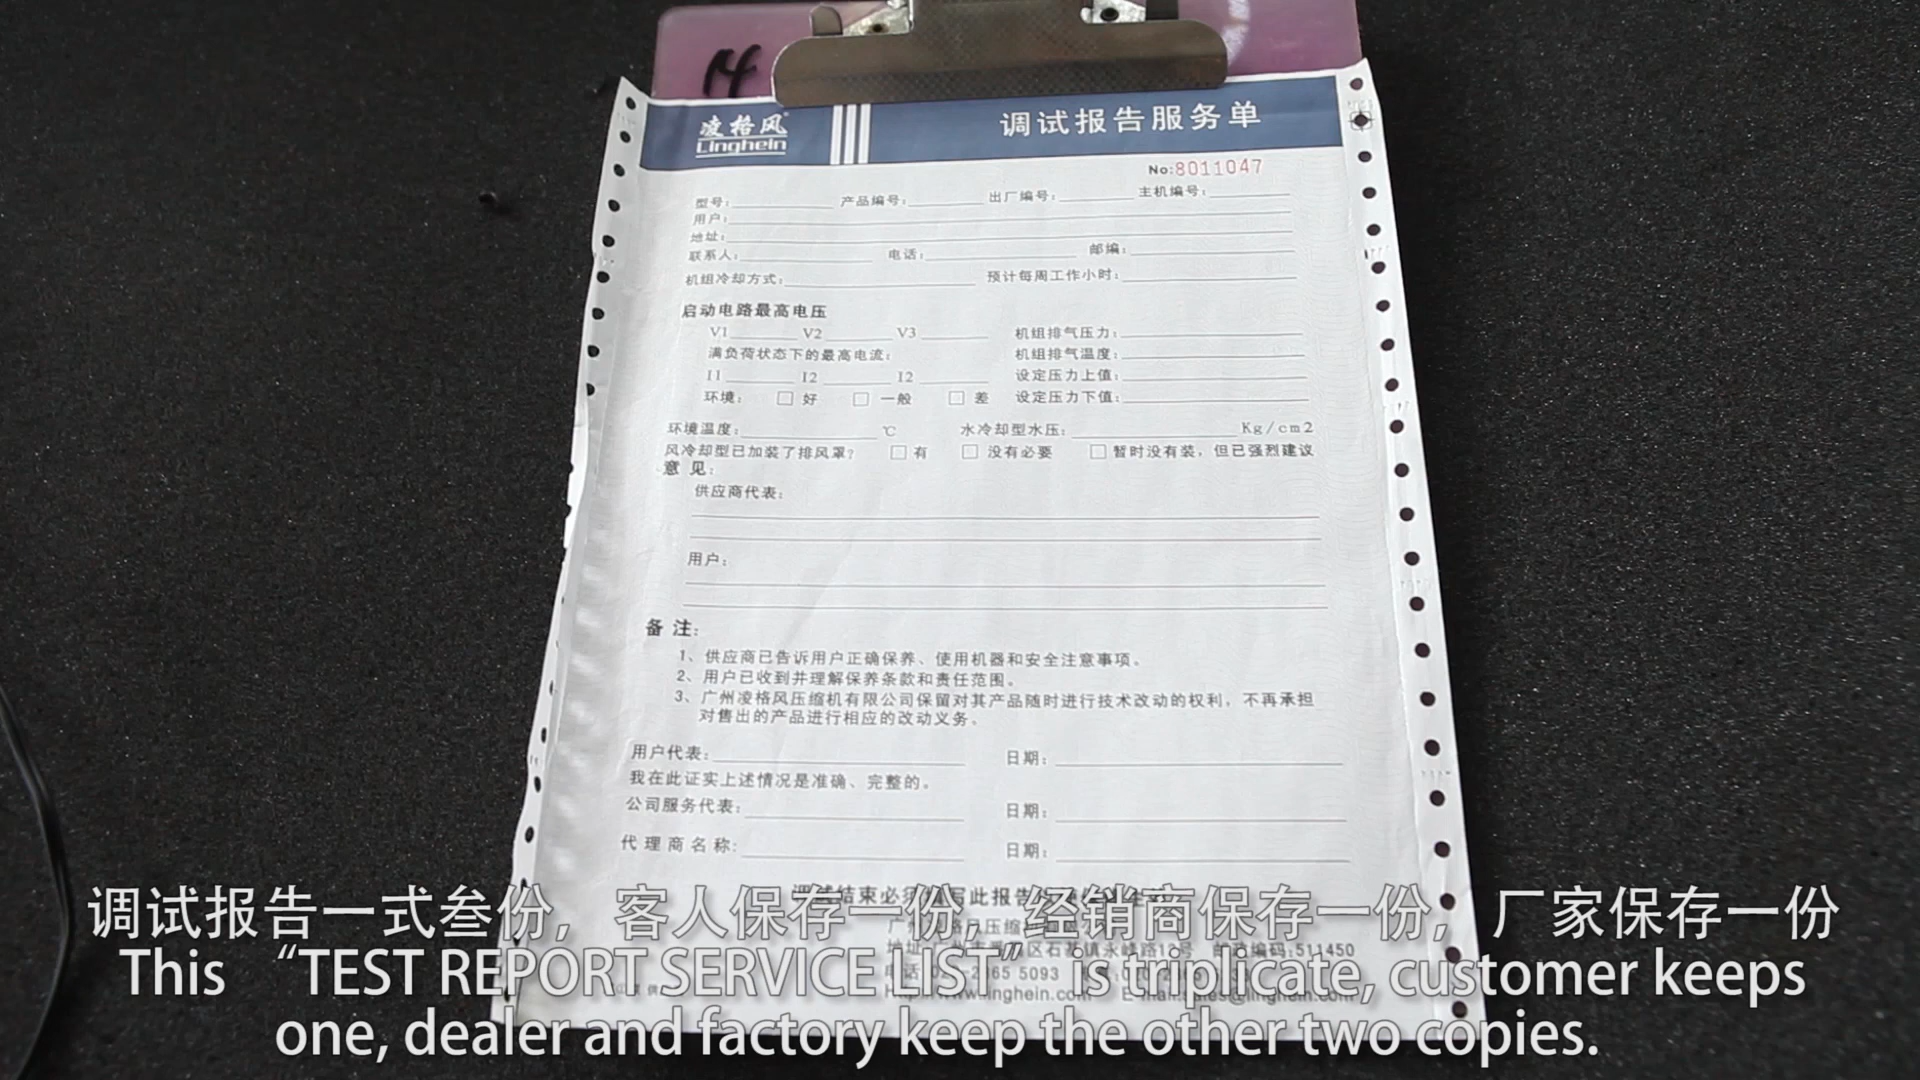 14
凌格风
Linghein
调试报告服务单
No:8011047
型号: 产品编号: 出厂编号: 主机编号:
用户:
地址:
联系人: 电话: 邮编:
机组冷却方式: 预计每周工作小时:
启动电路最高电压
V1 V2 V3 机组排气压力:
满负荷状态下的最高电流: 机组排气温度:
I1 I2 I2 设定压力上值:
环境: 好 一般 差 设定压力下值:
环境温度: ℃ 水冷却型水压: Kg/cm2
风冷却型已加装了排风罩? 有 没有必要 暂时没有装,但已强烈建议
意 见:
供应商代表:
用户:
备 注:
1、供应商已告诉用户正确保养、使用机器和安全注意事项。
2、用户已收到并理解保养条款和责任范围。
3、广州凌格风压缩机有限公司保留对其产品随时进行技术改动的权利,不再承担
对售出的产品进行相应的改动义务。
用户代表: 日期:
我在此证实上述情况是准确、完整的。
公司服务代表: 日期:
代理商名称: 日期:
调试报告一式叁份，客人保存一份，经销商保存一份，厂家保存一份
This “TEST REPORT SERVICE LIST” is triplicate, customer keeps
one, dealer and factory keep the other two copies.